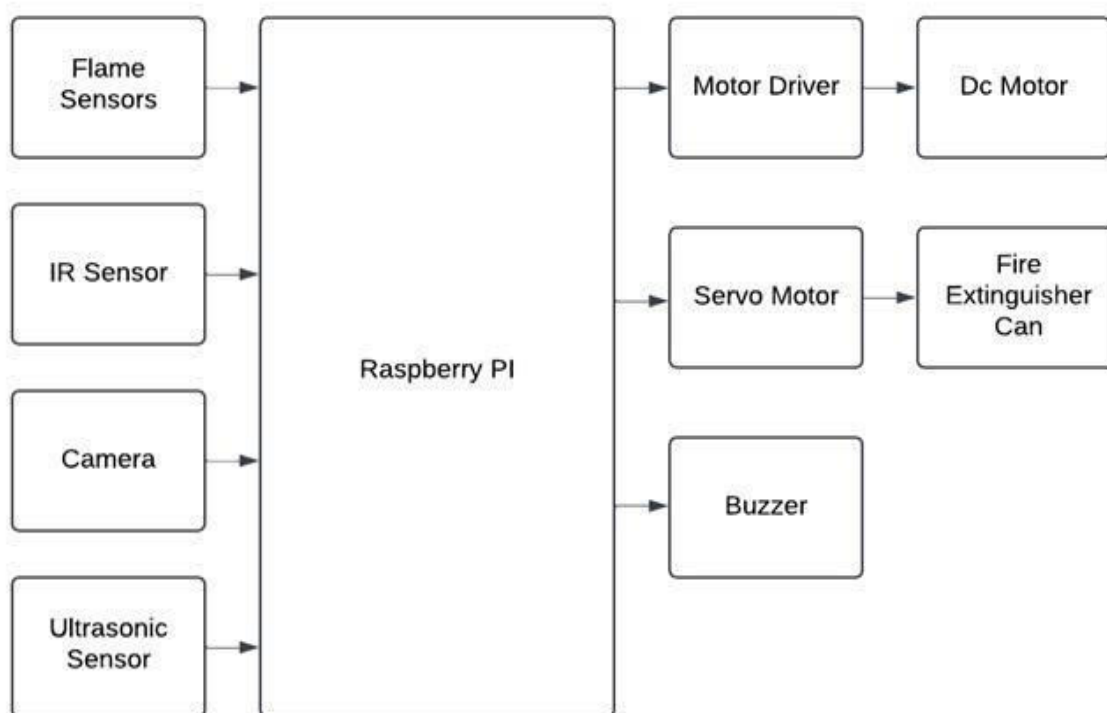 Flame
Sensors
IR Sensor
Camera
Ultrasonic
Sensor
Raspberry PI
Motor Driver
Dc Motor
Servo Motor
Fire
Extinguisher
Can
Buzzer